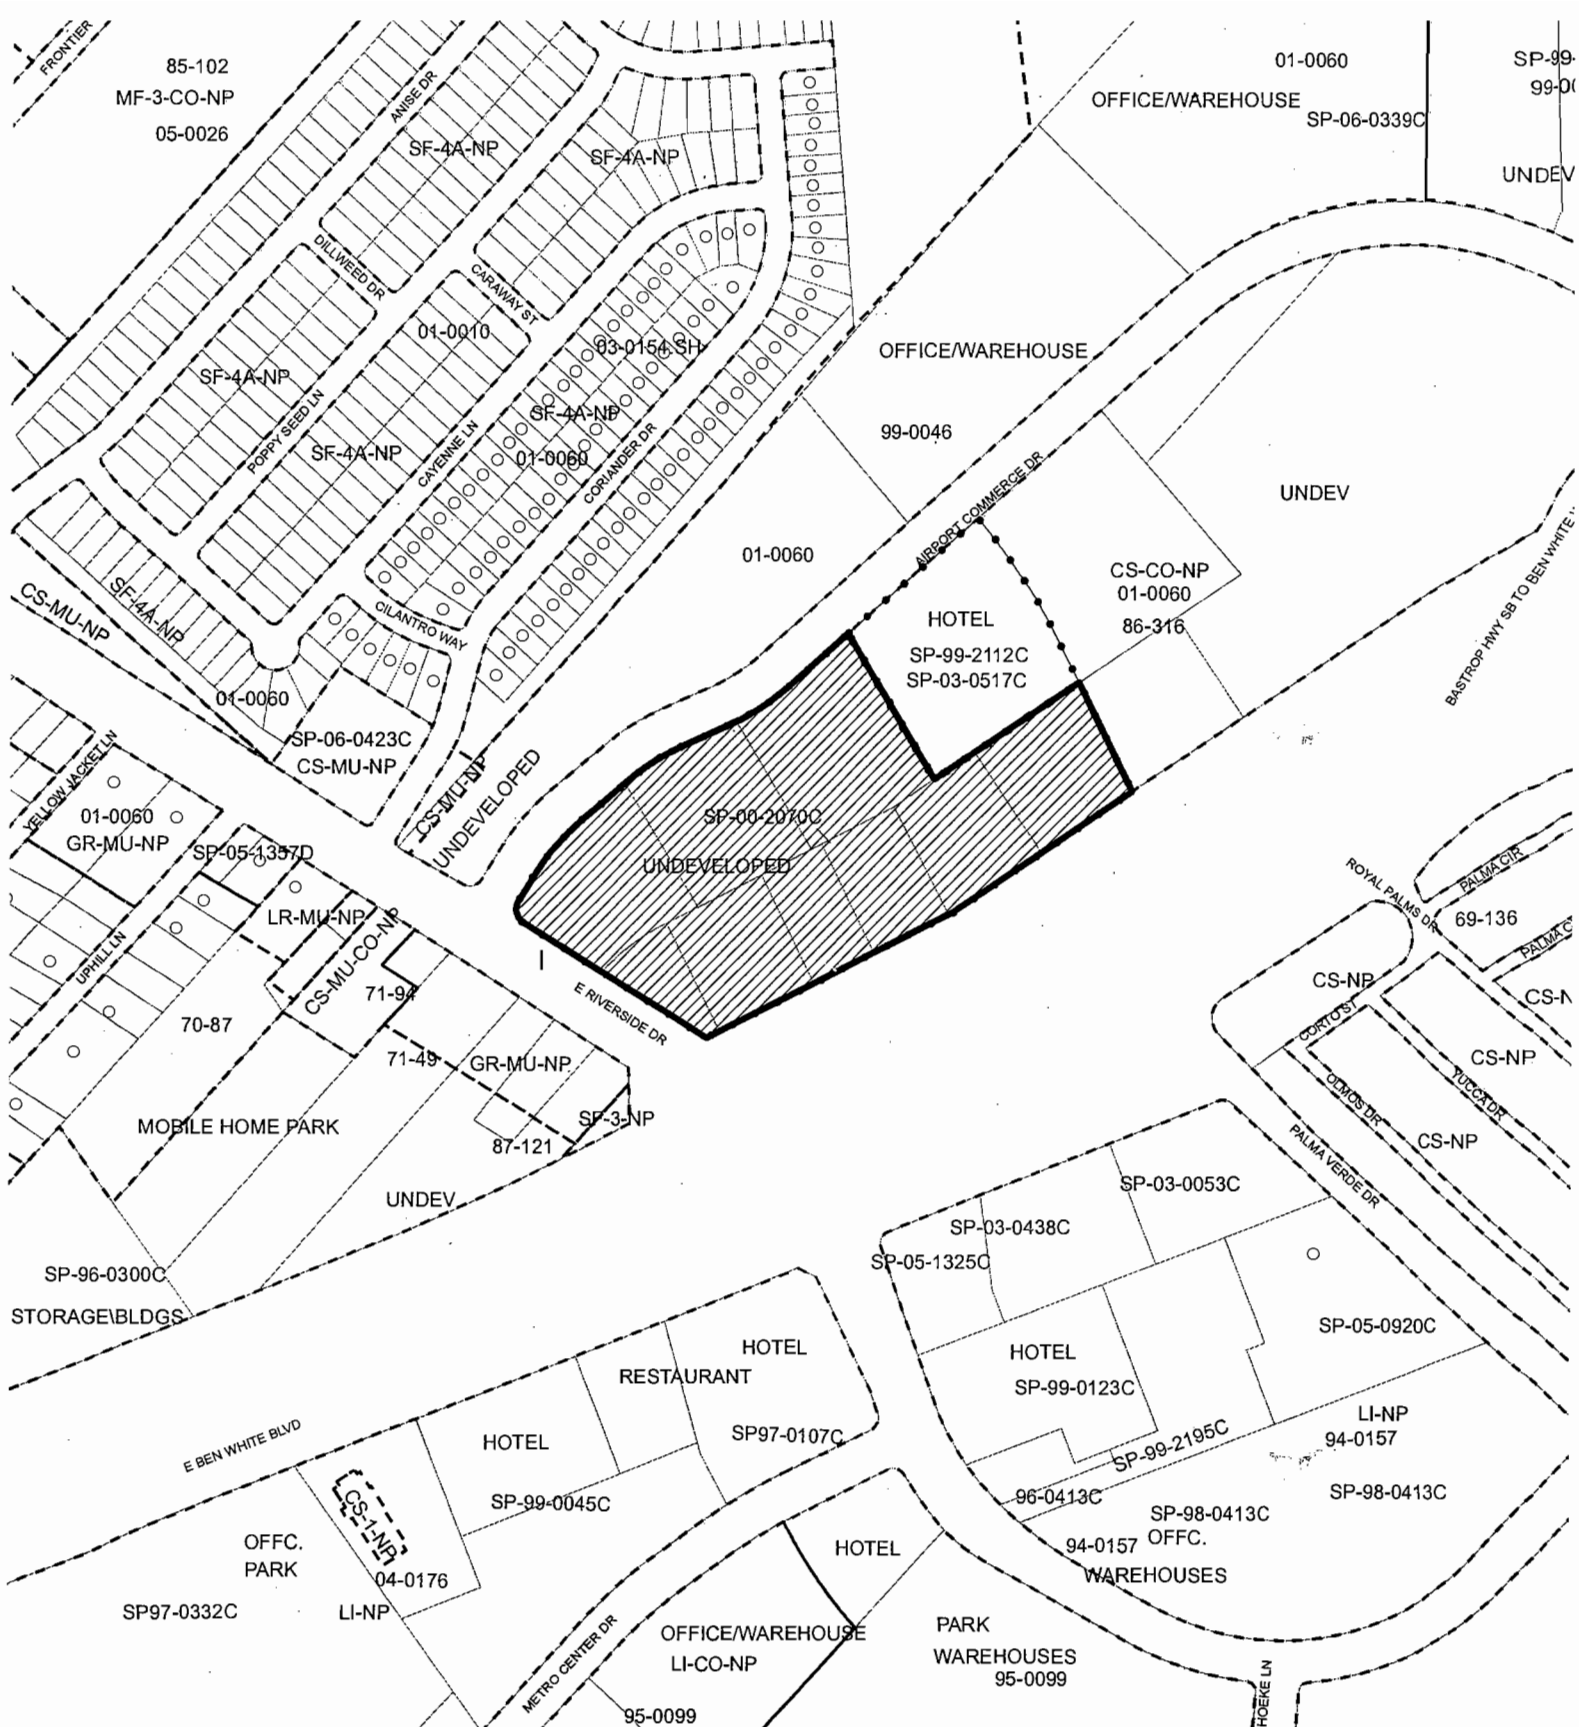 FRONTIER
85-102
MF-3-CO-NP
05-0026
ANISE DR
SF-4A-NP
SF-4A-NP
01-0060
OFFICE/WAREHOUSE
SP-06-0339C
SP-99-
UNDEV
DILLWEED DR
CARAWAY ST
01-0010
03-0154-SH
SF-4A-NP
POPPY SEED LN
SF-4A-NP
CAYENNE LN
SF-4A-NP
01-0060
CORIANDER DR
OFFICE/WAREHOUSE
99-0046
AIRPORT COMMERCE DR
UNDEV
01-0060
CS-CO-NP
01-0060
86-316
BASTROP HWY SB TO BEN WHITE
HOTEL
SP-99-2112C
SP-03-0517C
CS-MU-NP
SF-4A-NP
CILANTRO WAY
01-0060
SP-06-0423C
CS-MU-NP
CS-MU-NP
UNDEVELOPED
YELLOW JACKET LN
01-0060
GR-MU-NP
SP-05-1357D
SP-00-2070C
UNDEVELOPED
LR-MU-NP
CS-MU-CO-NP
UPHILL LN
71-94
70-87
71-49
GR-MU-NP
E RIVERSIDE DR
SF-3-NP
87-121
MOBILE HOME PARK
UNDEV
ROYAL PALMS DR
PALMA CIR
69-136
PALMA C
CS-NP
CS-N
CORTO ST
CS-NP
OLMOS DR
YUCCA DR
CS-NP
PALMA VERDE DR
SP-03-0053C
SP-03-0438C
SP-05-1325C
SP-96-0300C
STORAGE\BLDGS
SP-05-0920C
HOTEL
RESTAURANT
HOTEL
SP-99-0123C
E BEN WHITE BLVD
HOTEL
SP97-0107C
LI-NP
94-0157
SP-99-2195C
SP-99-0045C
CS-1-NP
96-0413C
SP-98-0413C
SP-98-0413C
OFFC.
PARK
04-0176
HOTEL
94-0157
OFFC.
WAREHOUSES
SP97-0332C
LI-NP
METRO CENTER DR
OFFICE/WAREHOUSE
LI-CO-NP
PARK
WAREHOUSES
95-0099
95-0099
HOEKE LN